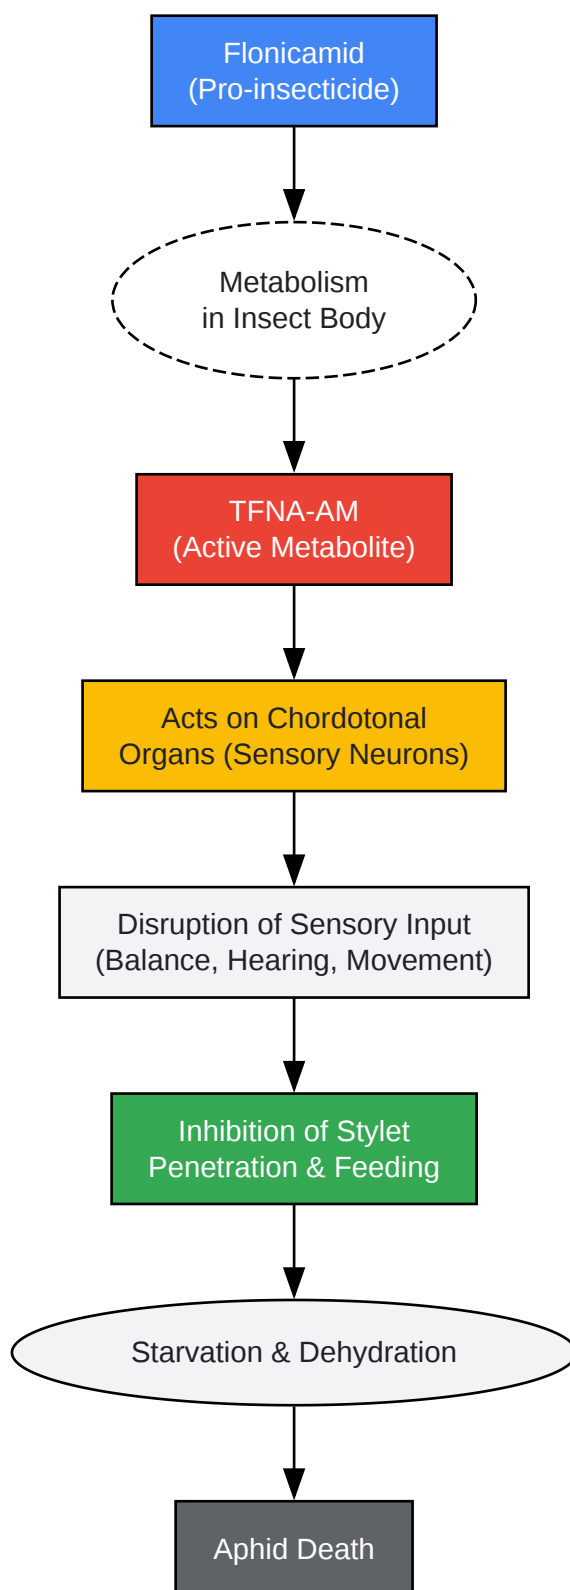 Flonicamid
(Pro-insecticide)
Metabolism
in Insect Body
TFNA-AM
(Active Metabolite)
Acts on Chordotonal
Organs (Sensory Neurons)
Disruption of Sensory Input
(Balance, Hearing, Movement)
Inhibition of Stylet
Penetration & Feeding
Starvation & Dehydration
Aphid Death